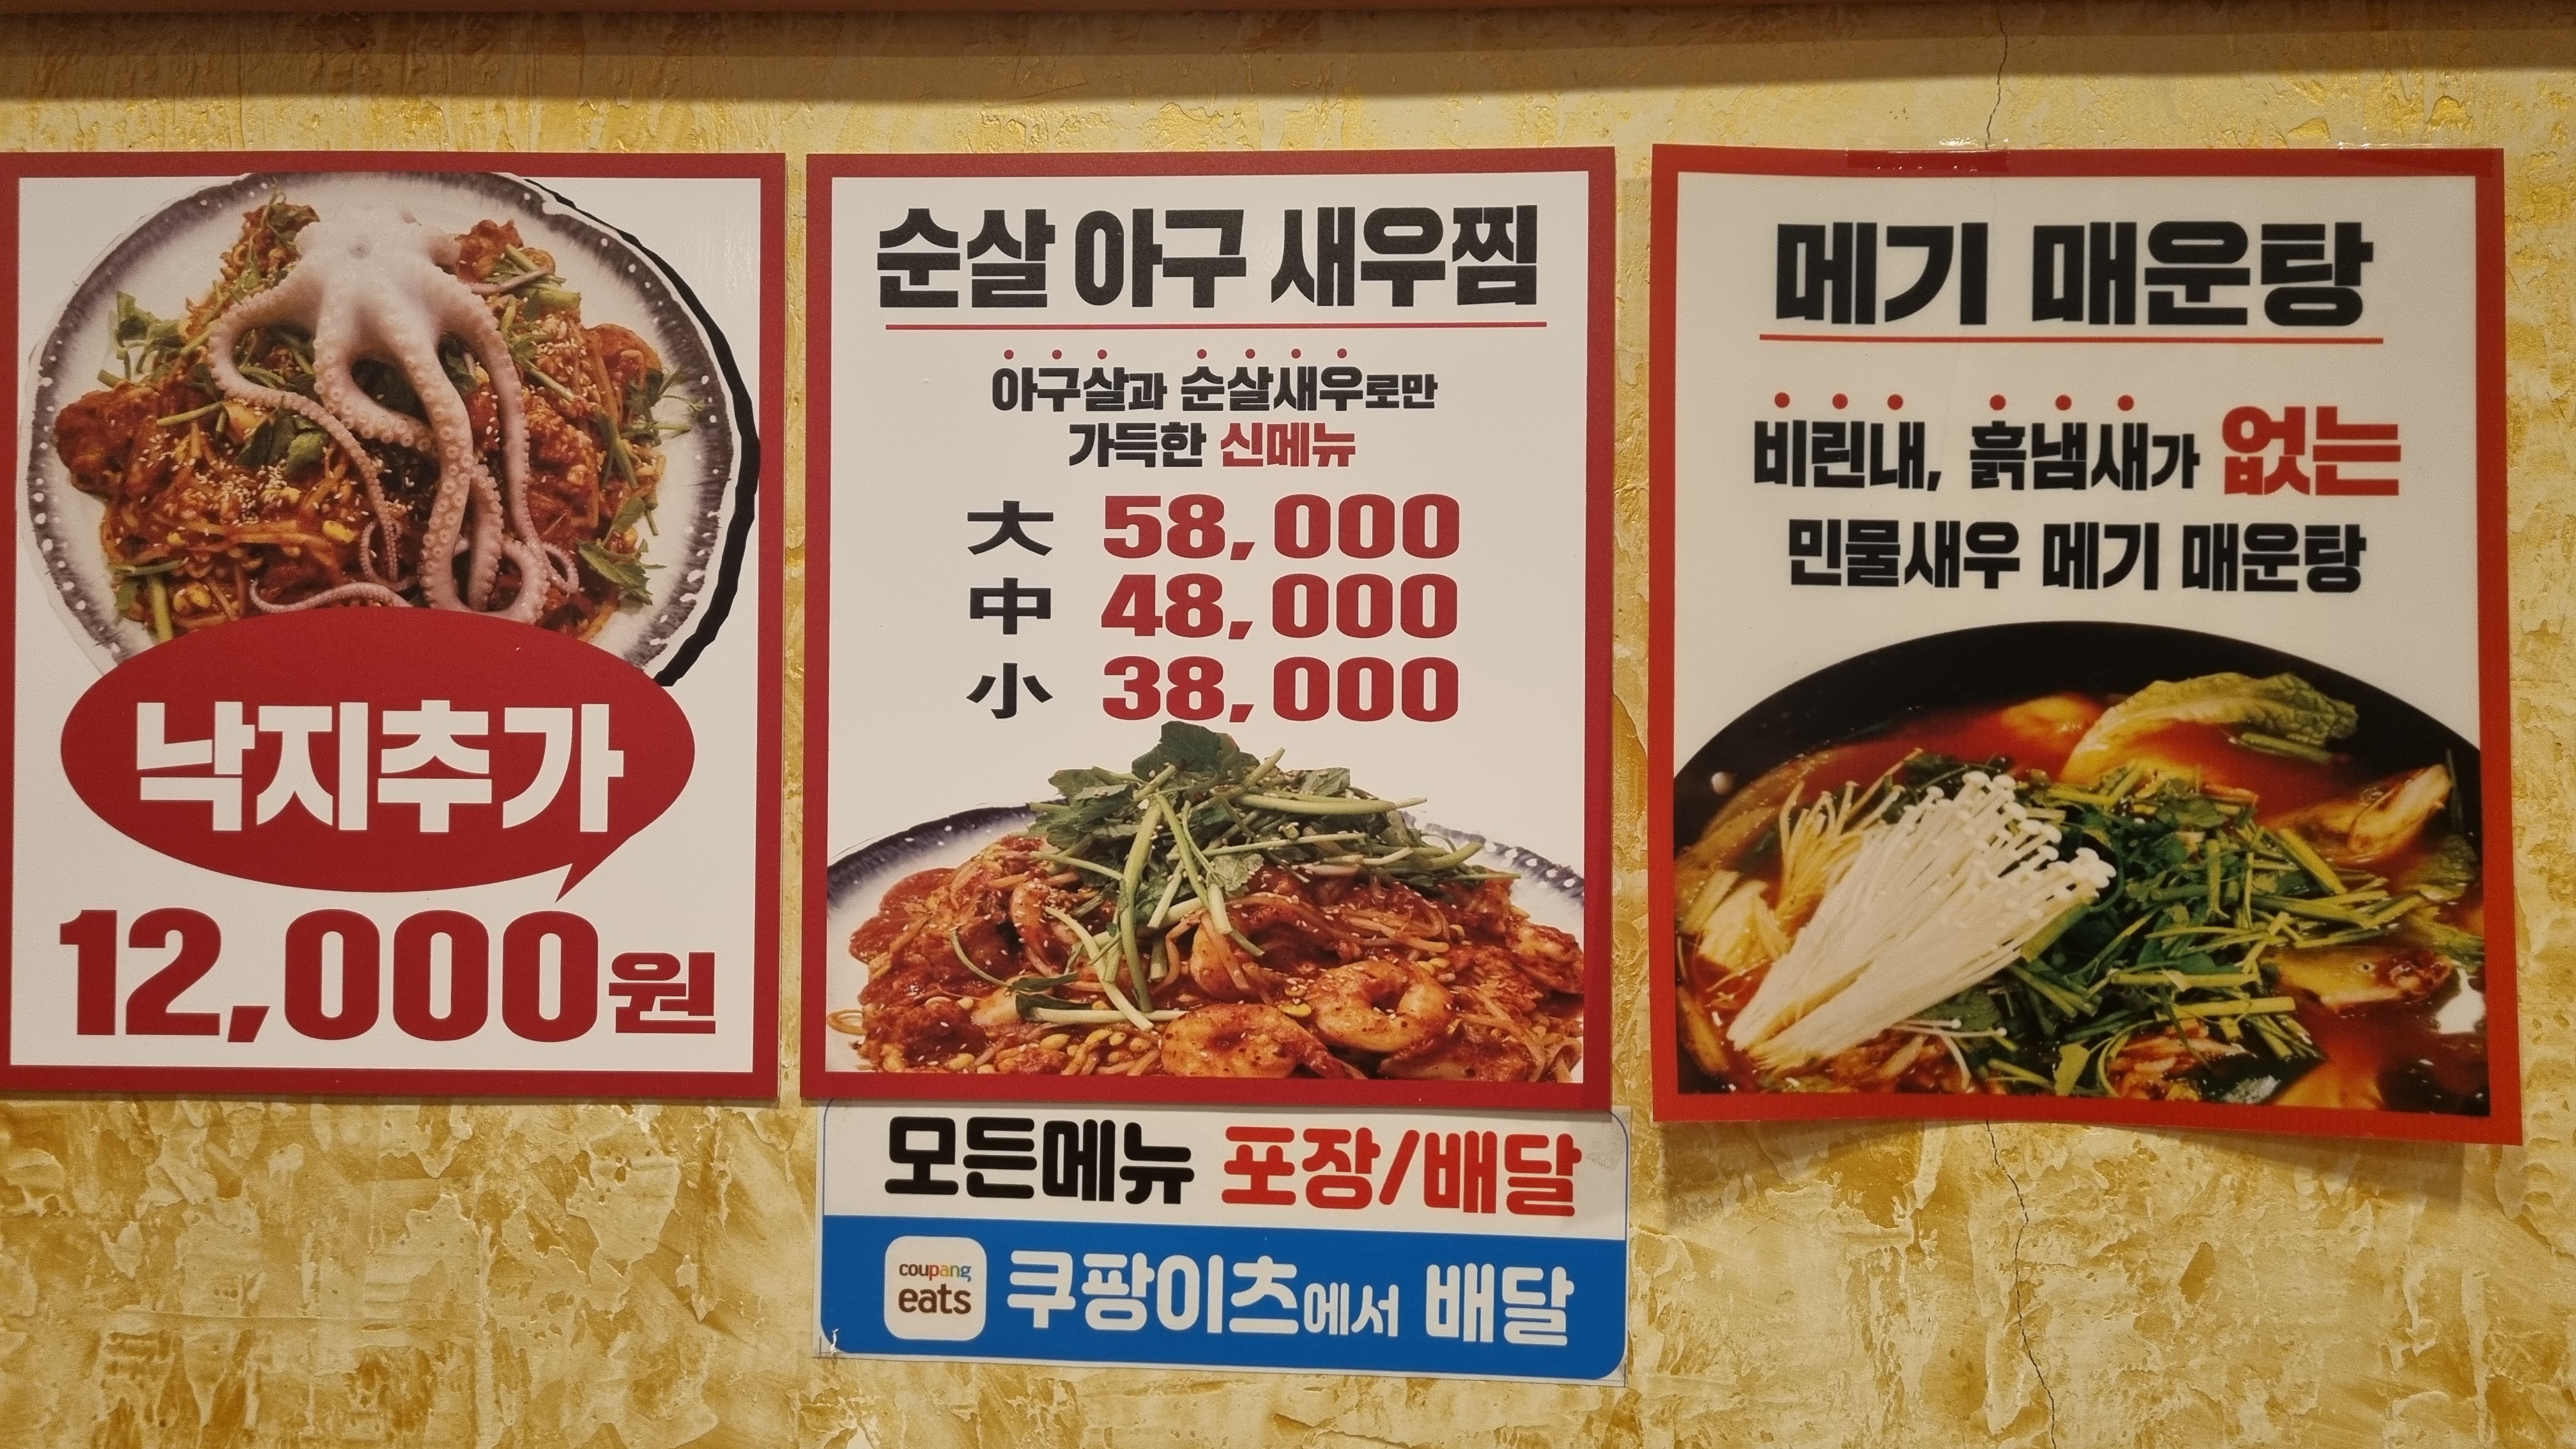 낙지추가
12,000원
순살 아구 새우찜
아구살과 순살새우로만
가득한 신메뉴
大 58,000
中 48,000
小 38,000
모든메뉴 포장/배달
coupang
eats
쿠팡이츠에서 배달
메기 매운탕
비린내, 흙냄새가 없는
민물새우 메기 매운탕